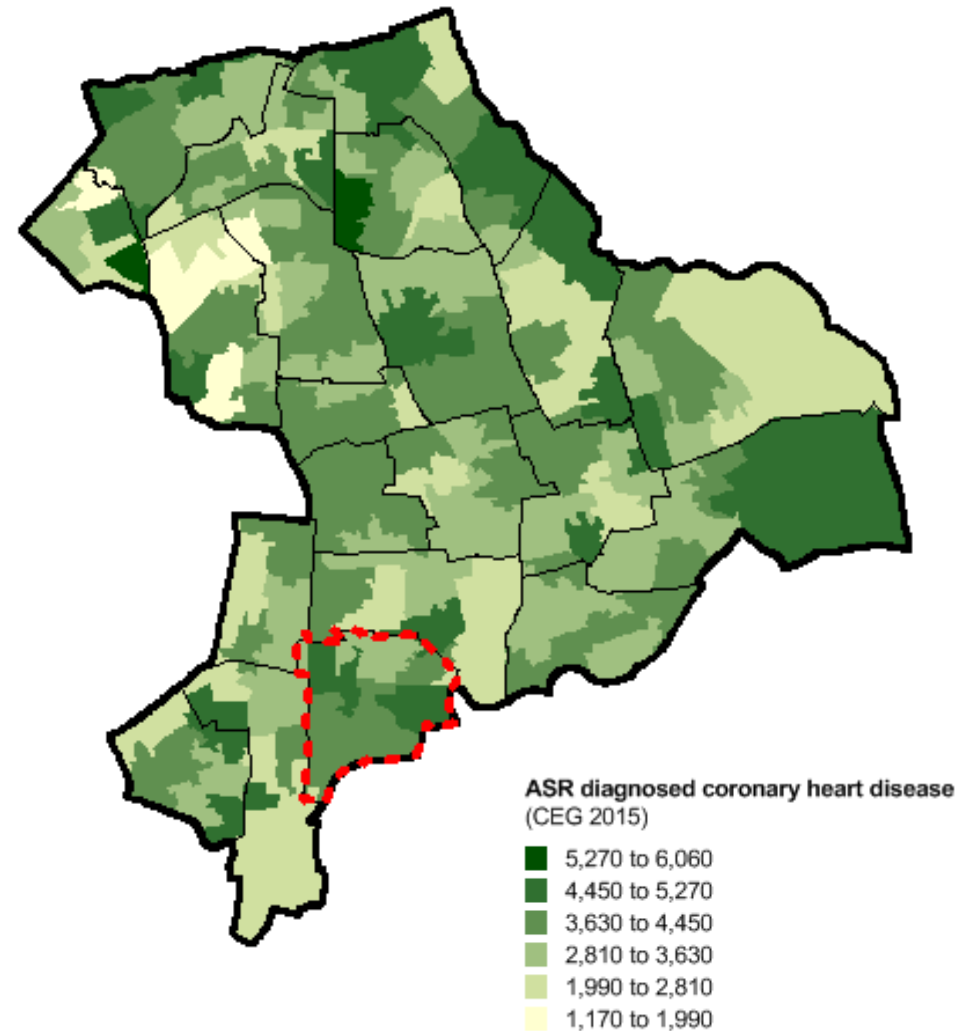 ASR diagnosed coronary heart disease
(CEG 2015)
5,270 to 6,060
4,450 to 5,270
3,630 to 4,450
2,810 to 3,630
1,990 to 2,810
1,170 to 1,990